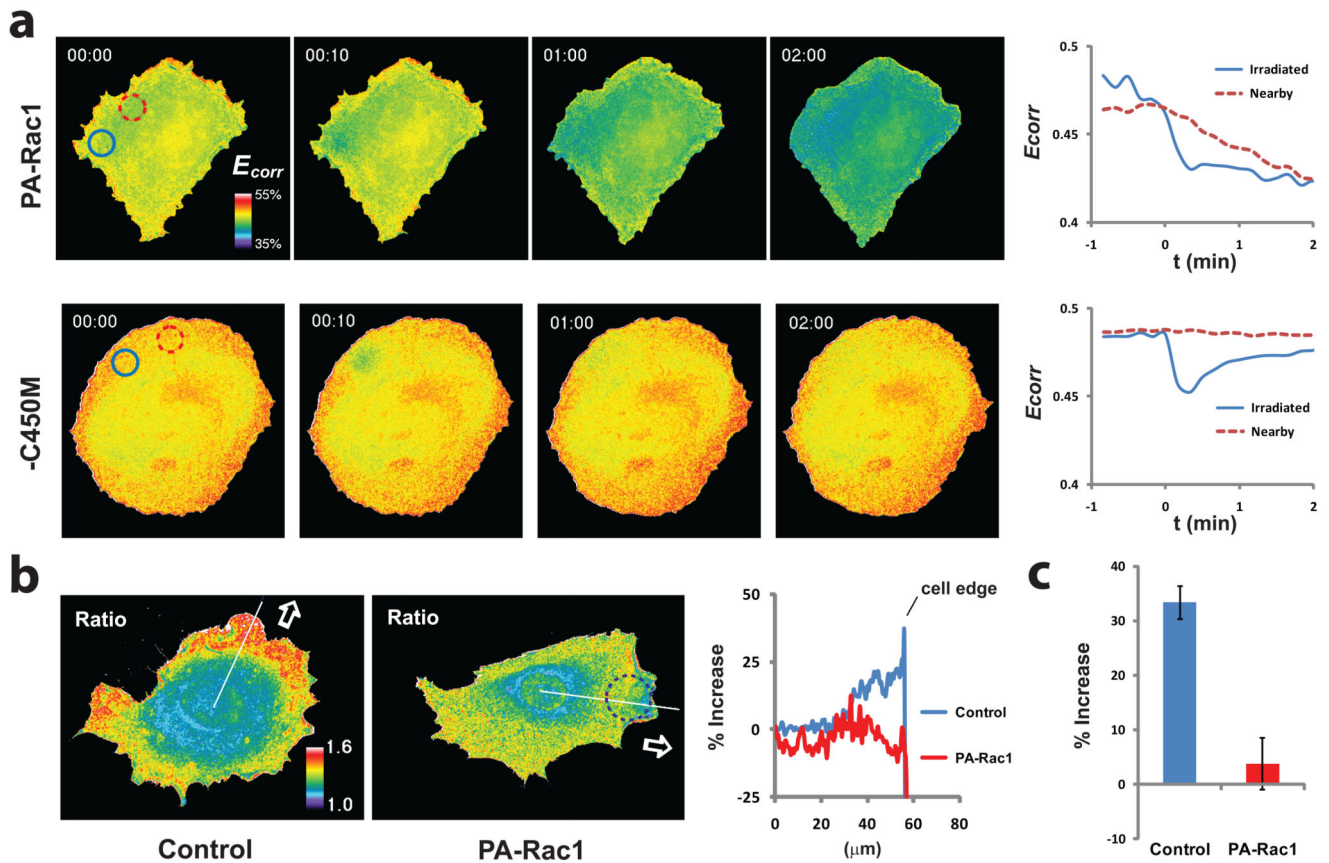 a
PA-Rac1
00:00
00:10
01:00
02:00
Ecorr
55%
35%
Ecorr
0.5
0.45
0.4
Irradiated
Nearby
-1 0 1 2
t (min)
-C450M
00:00
00:10
01:00
02:00
Ecorr
0.5
0.45
0.4
Irradiated
Nearby
-1 0 1 2
t (min)
b
Ratio
1.6
1.0
Control
Ratio
PA-Rac1
% Increase
50
25
0
-25
cell edge
Control
PA-Rac1
0 20 40 60 80
(μm)
c
% Increase
40
30
20
10
0
-10
Control PA-Rac1